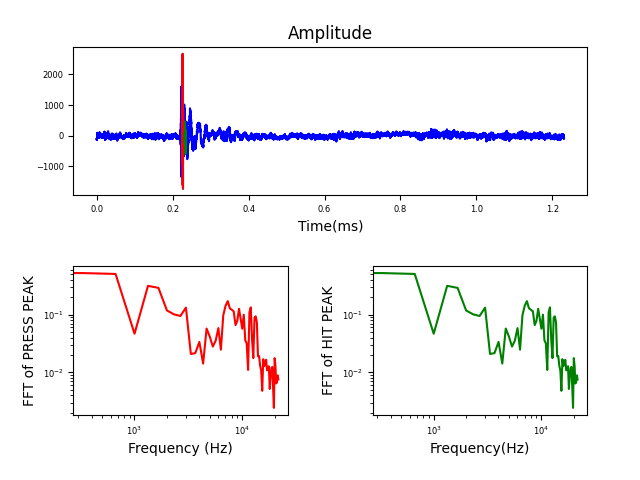 Amplitude
2000
1000
0
−1000
0.0 0.2 0.4 0.6 0.8 1.0 1.2
Time(ms)
FFT of PRESS PEAK
10⁻¹
10⁻²
10³ 10⁴
Frequency (Hz)
FFT of HIT PEAK
10⁻¹
10⁻²
10³ 10⁴
Frequency(Hz)